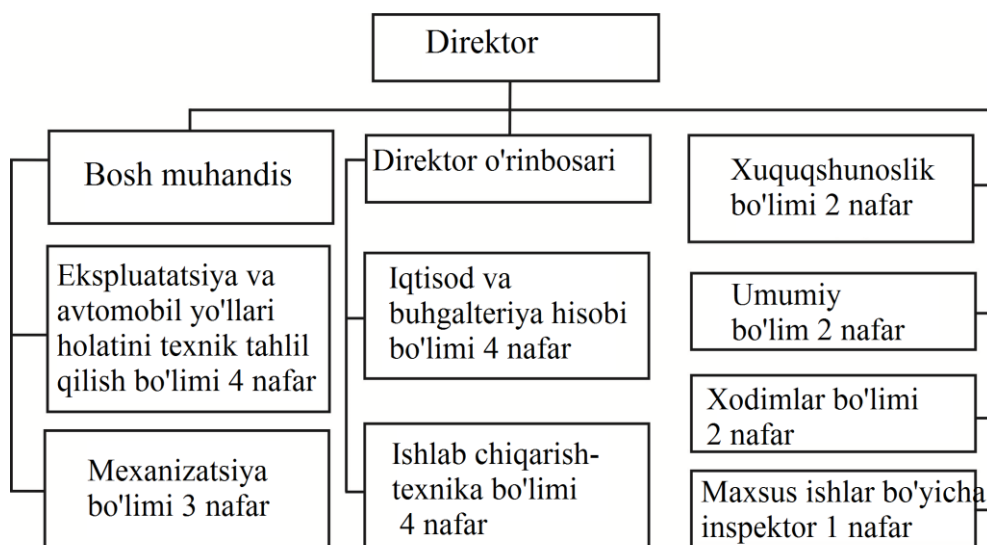 Direktor
Bosh muhandis
Direktor o'rinbosari
Xuquqshunoslik
bo'limi 2 nafar
Ekspluatatsiya va
avtomobil yo'llari
holatini texnik tahlil
qilish bo'limi 4 nafar
Iqtisod va
buhgalteriya hisobi
bo'limi 4 nafar
Umumiy
bo'lim 2 nafar
Xodimlar bo'limi
2 nafar
Mexanizatsiya
bo'limi 3 nafar
Ishlab chiqarish-
texnika bo'limi
4 nafar
Maxsus ishlar bo'yicha
inspektor 1 nafar